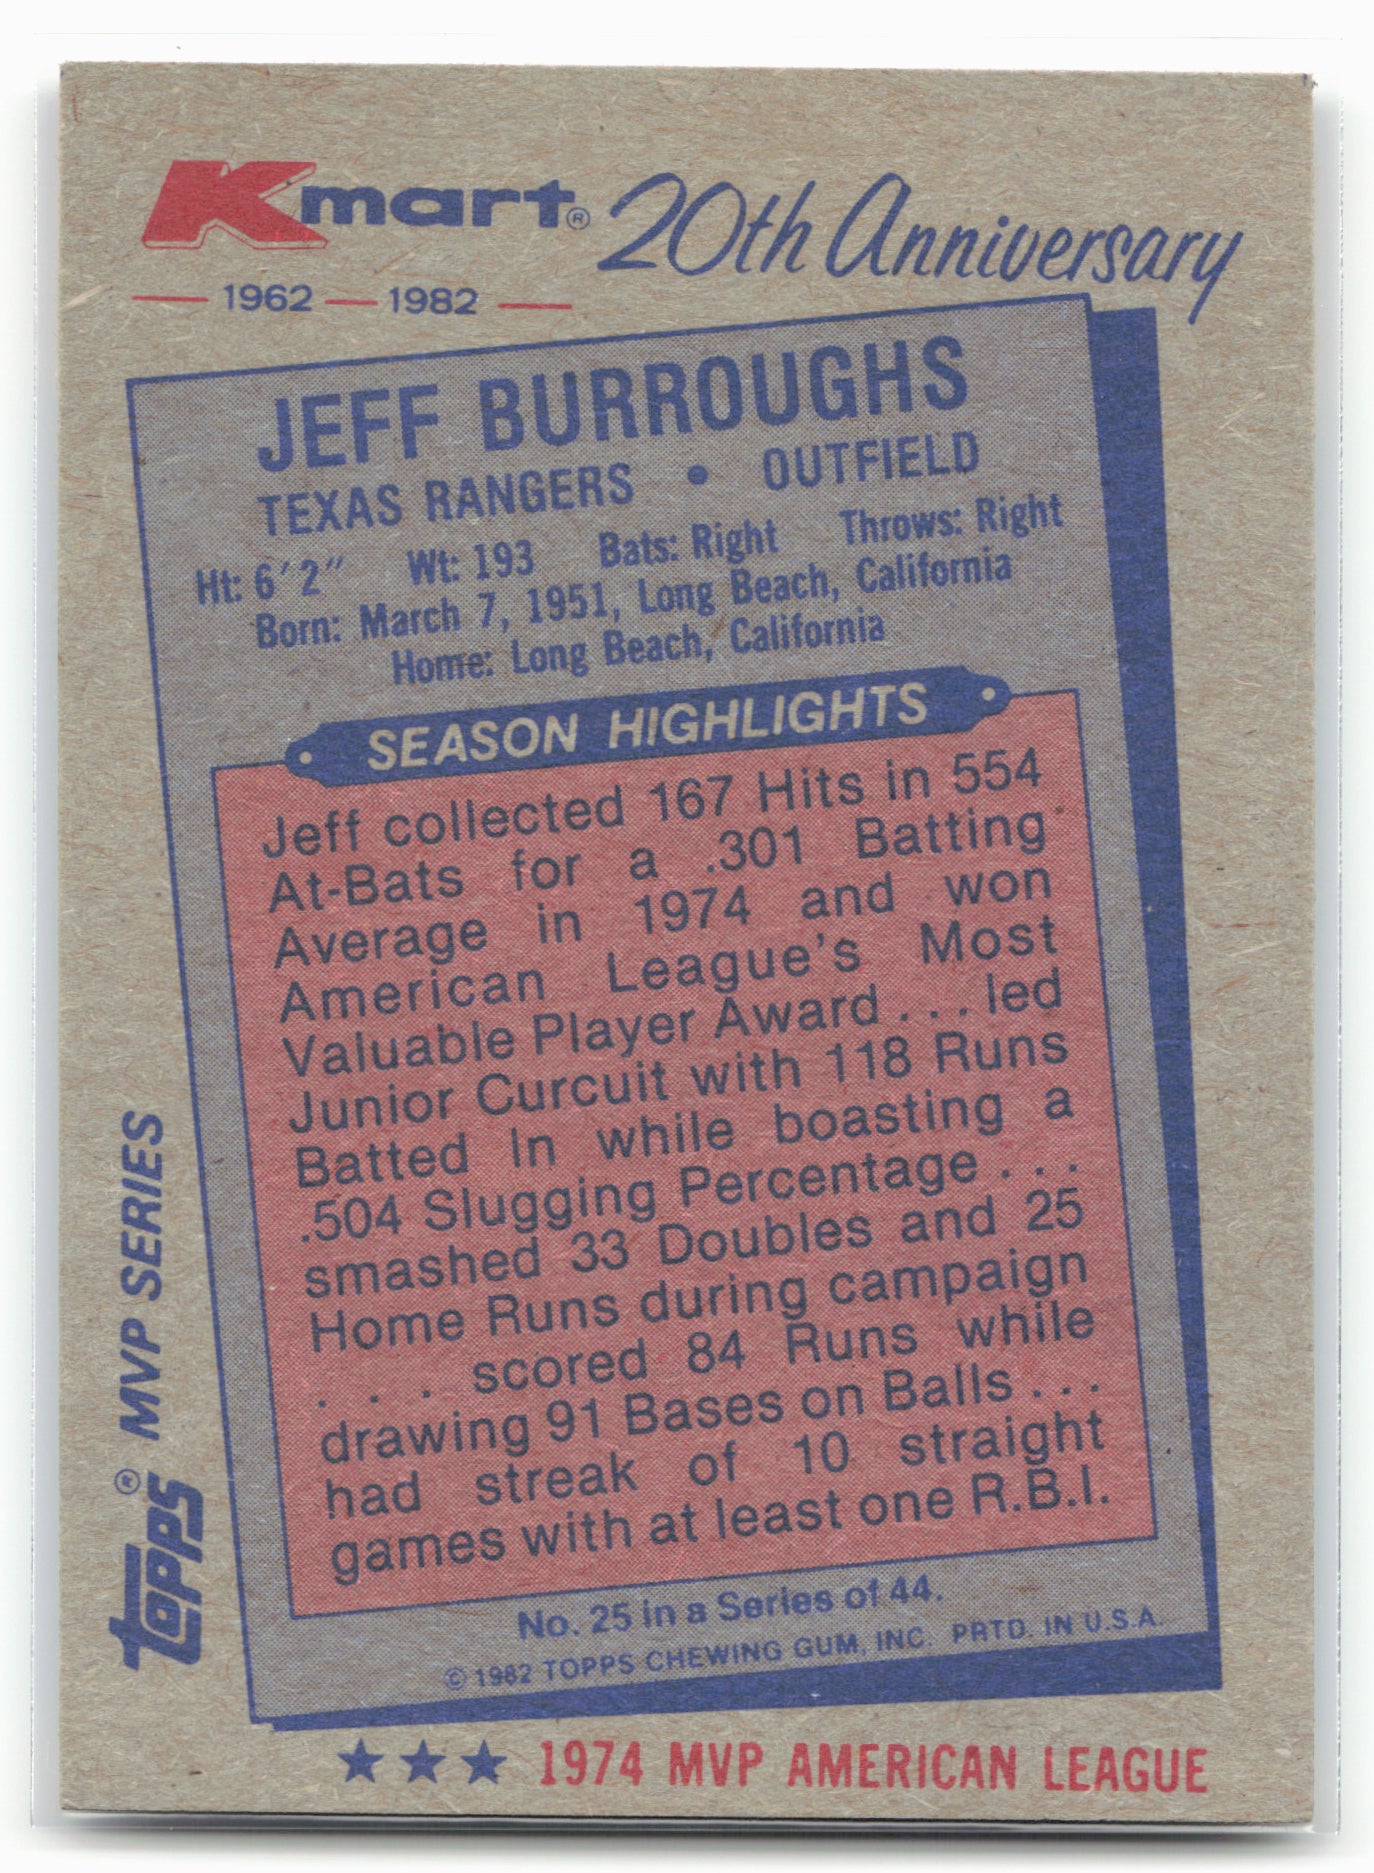 Kmart® 20th Anniversary
1962 — 1982
JEFF BURROUGHS
TEXAS RANGERS • OUTFIELD
Ht: 6'2" Wt: 193 Bats: Right Throws: Right
Born: March 7, 1951, Long Beach, California
Home: Long Beach, California
SEASON HIGHLIGHTS
Jeff collected 167 Hits in 554
At-Bats for a .301 Batting
Average in 1974 and won
American League's Most
Valuable Player Award . . . led
Junior Curcuit with 118 Runs
Batted In while boasting a
.504 Slugging Percentage . . .
smashed 33 Doubles and 25
Home Runs during campaign
. . . scored 84 Runs while
drawing 91 Bases on Balls . . .
had streak of 10 straight
games with at least one R.B.I.
No. 25 in a Series of 44.
© 1982 TOPPS CHEWING GUM, INC. PRTD. IN U.S.A.
Topps® MVP SERIES
★★★ 1974 MVP AMERICAN LEAGUE